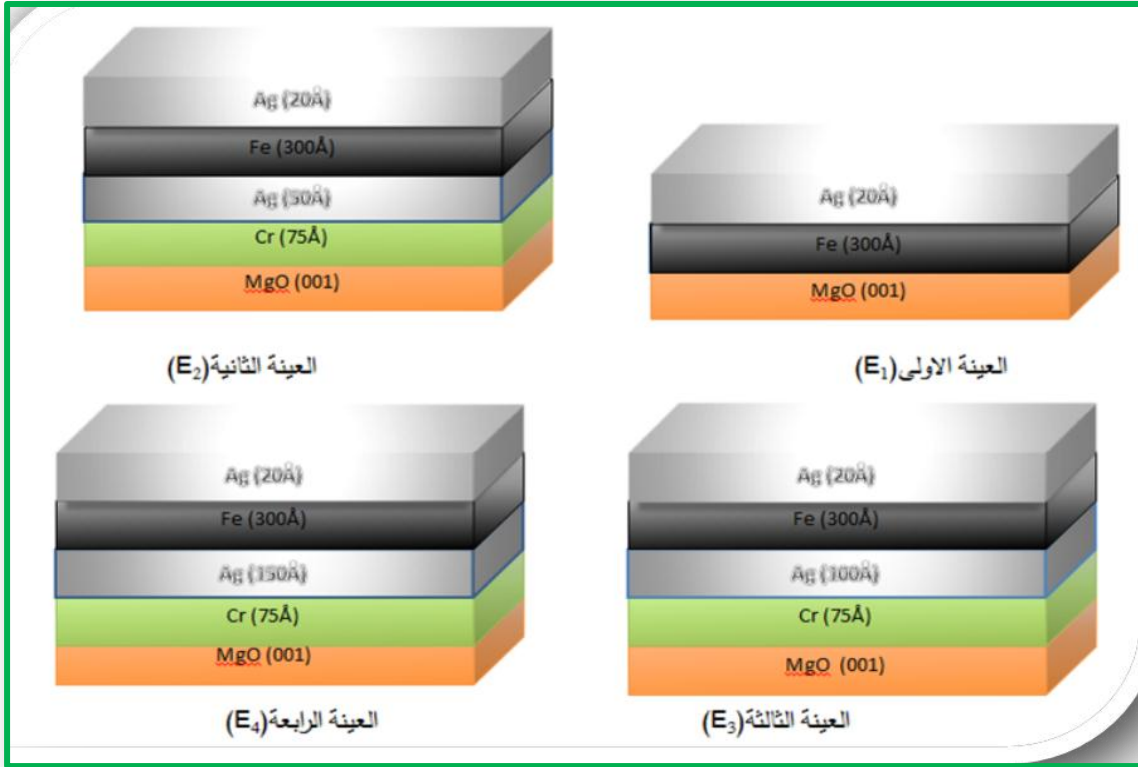 Ag (20Å)
Fe (300Å)
Ag (50Å)
Cr (75Å)
MgO (001)
العينة الثانية(E₂)
Ag (20Å)
Fe (300Å)
MgO (001)
العينة الاولى(E₁)
Ag (20Å)
Fe (300Å)
Ag (150Å)
Cr (75Å)
MgO (001)
العينة الرابعة(E₄)
Ag (20Å)
Fe (300Å)
Ag (100Å)
Cr (75Å)
MgO (001)
العينة الثالثة(E₃)